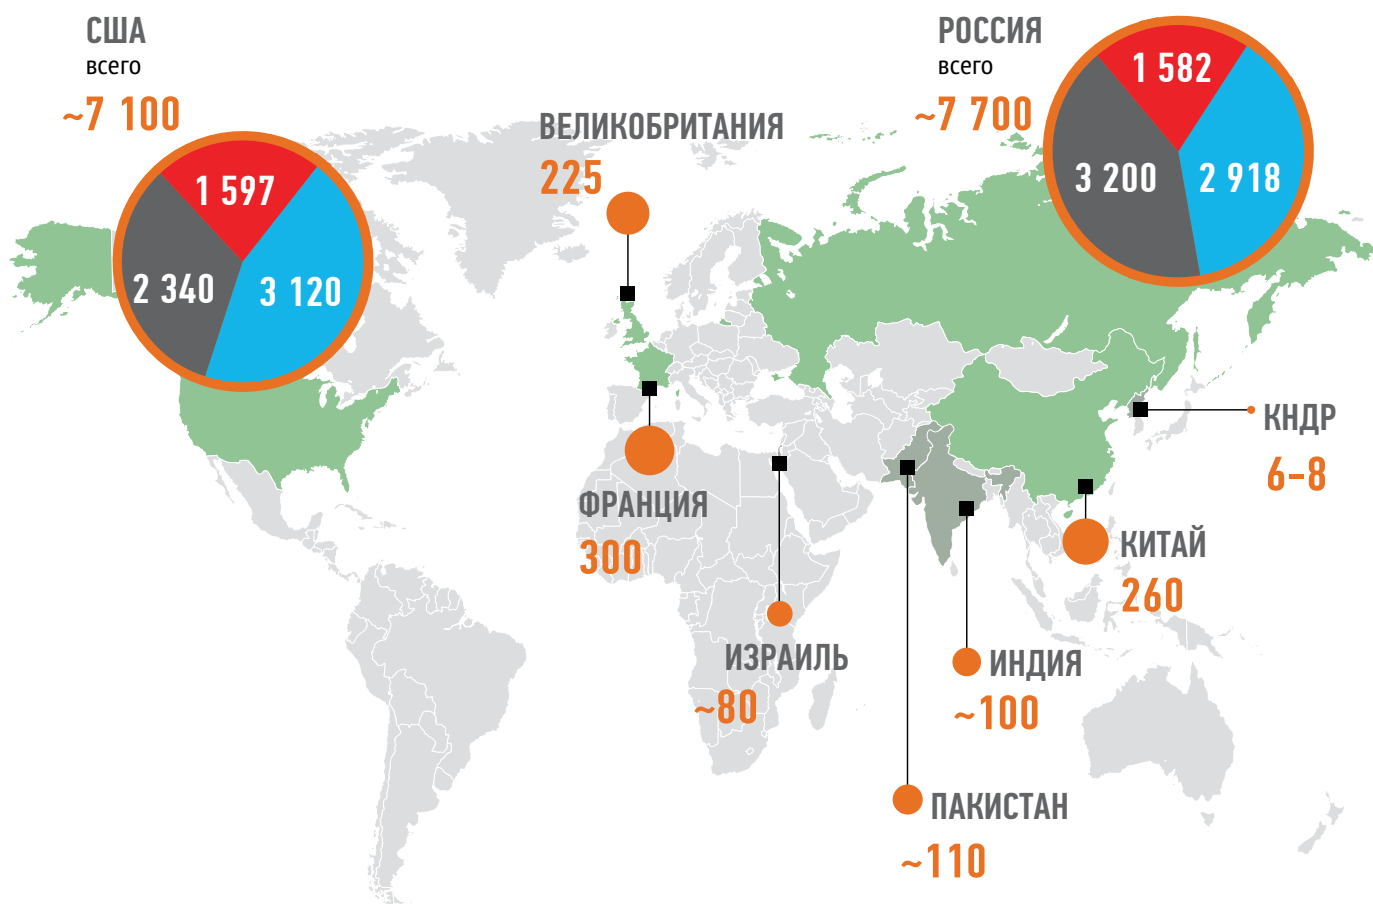 США
всего
~7 100
1 597
2 340
3 120
РОССИЯ
всего
~7 700
1 582
3 200
2 918
ВЕЛИКОБРИТАНИЯ
225
ФРАНЦИЯ
300
ИЗРАИЛЬ
~80
КНДР
6–8
КИТАЙ
260
ИНДИЯ
~100
ПАКИСТАН
~110